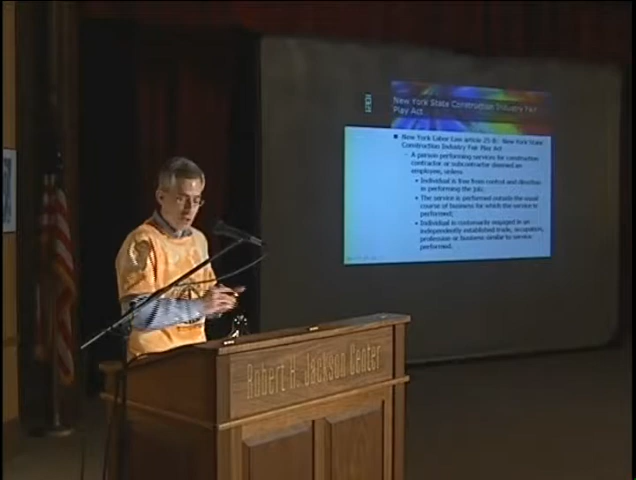 New York State Construction Industry Fair
Play Act
New York Labor Law article 25-B: New York State
Construction Industry Fair Play Act
A person performing services for construction
contractor or subcontractor deemed an
employee, unless
Individual is free from control and direction
in performing the job;
The service is performed outside the usual
course of business for which the service is
performed;
Individual is customarily engaged in an
independently established trade, occupation,
profession or business similar to service
performed.
Robert H. Jackson Center